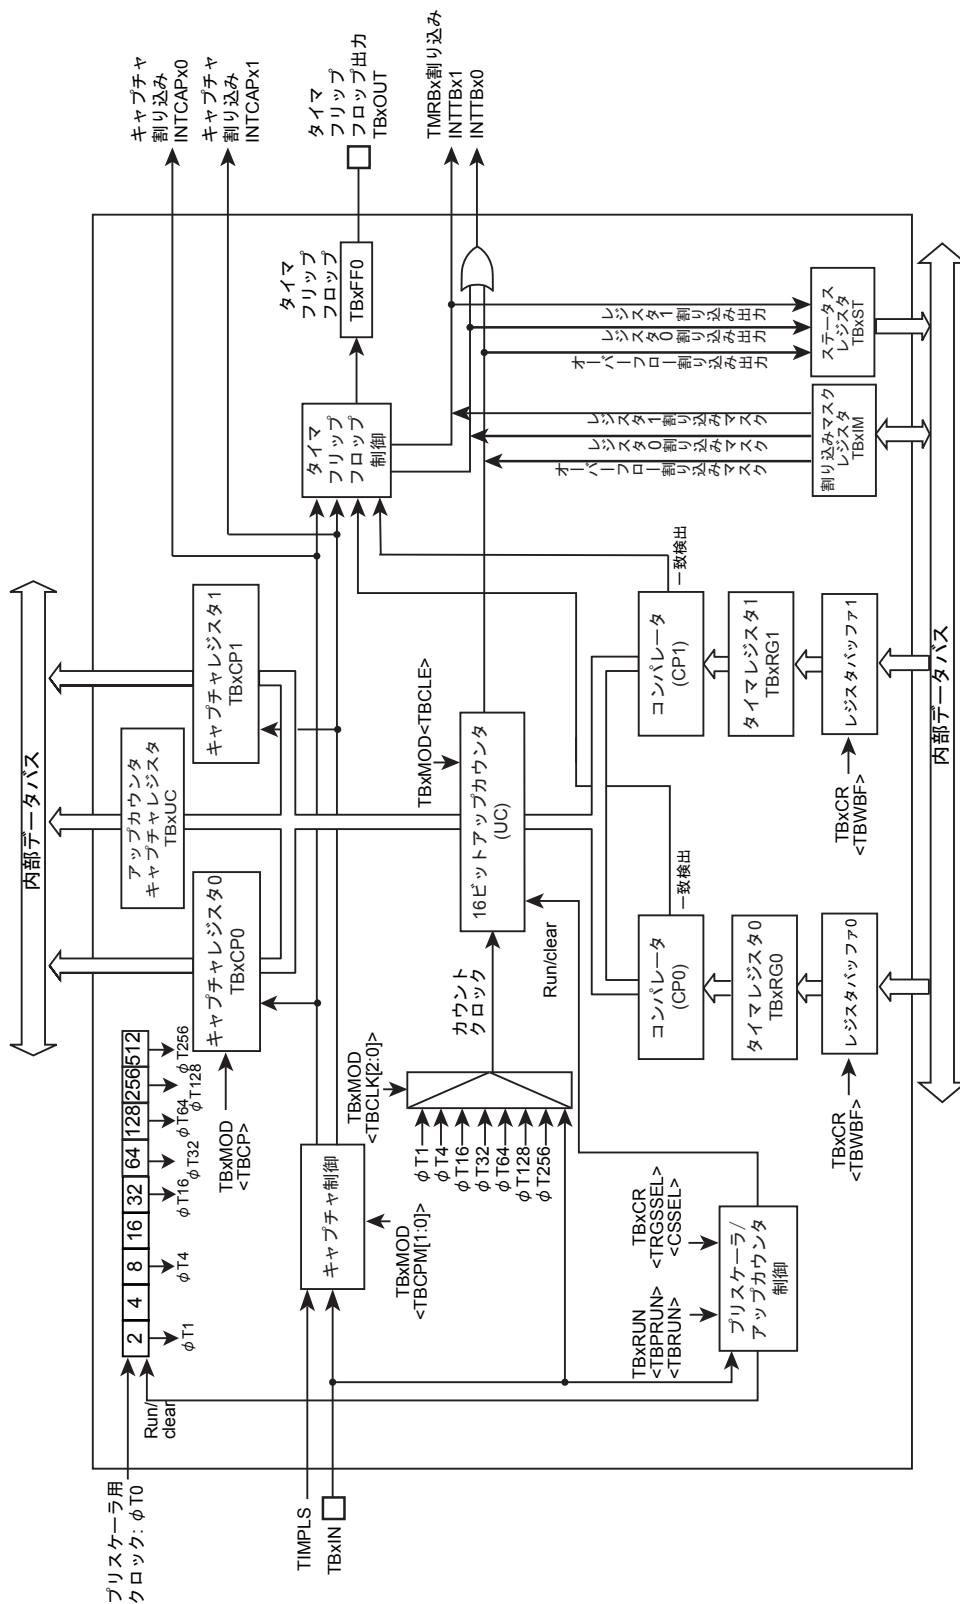 プリスケーラ用
クロック: φT0
Run/
clear
2
4
8
16
32
64
128
256
512
φT1
φT4
φT16
φT32
φT64
φT128
φT256
内部データバス
TBxMOD
<TBCP>
キャプチャレジスタ0
TBxCP0
アップカウンタ
キャプチャレジスタ
TBxUC
キャプチャレジスタ1
TBxCP1
キャプチャ
割り込み
INTCAPx0
キャプチャ
割り込み
INTCAPx1
TIMPLS
TBxIN
キャプチャ制御
TBxMOD
<TBCPM[1:0]>
タイマ
フリップ
フロップ
制御
タイマ
フリップ
フロップ
TBxFF0
タイマ
フリップ
フロップ出力
TBxOUT
TBxMOD
<TBCLK[2:0]>
φT1
φT4
φT16
φT32
φT64
φT128
φT256
カウント
クロック
TBxMOD<TBCLE>
16ビットアップカウンタ
(UC)
Run/clear
TMRBx割り込み
INTTBx1
INTTBx0
TBxRUN
<TBPRUN>
<TBRUN>
TBxCR
<TRGSSEL>
<CSSEL>
プリスケーラ/
アップカウンタ
制御
コンパレータ
(CP0)
一致検出
コンパレータ
(CP1)
一致検出
タイマレジスタ0
TBxRG0
タイマレジスタ1
TBxRG1
TBxCR
<TBWBF>
レジスタバッファ0
TBxCR
<TBWBF>
レジスタバッファ1
レジスタ1割り込みマスク
レジスタ0割り込みマスク
オーバーフロー割り込みマスク
割り込みマスク
レジスタ
TBxIM
レジスタ1割り込み出力
レジスタ0割り込み出力
オーバーフロー割り込み出力
ステータス
レジスタ
TBxST
内部データバス